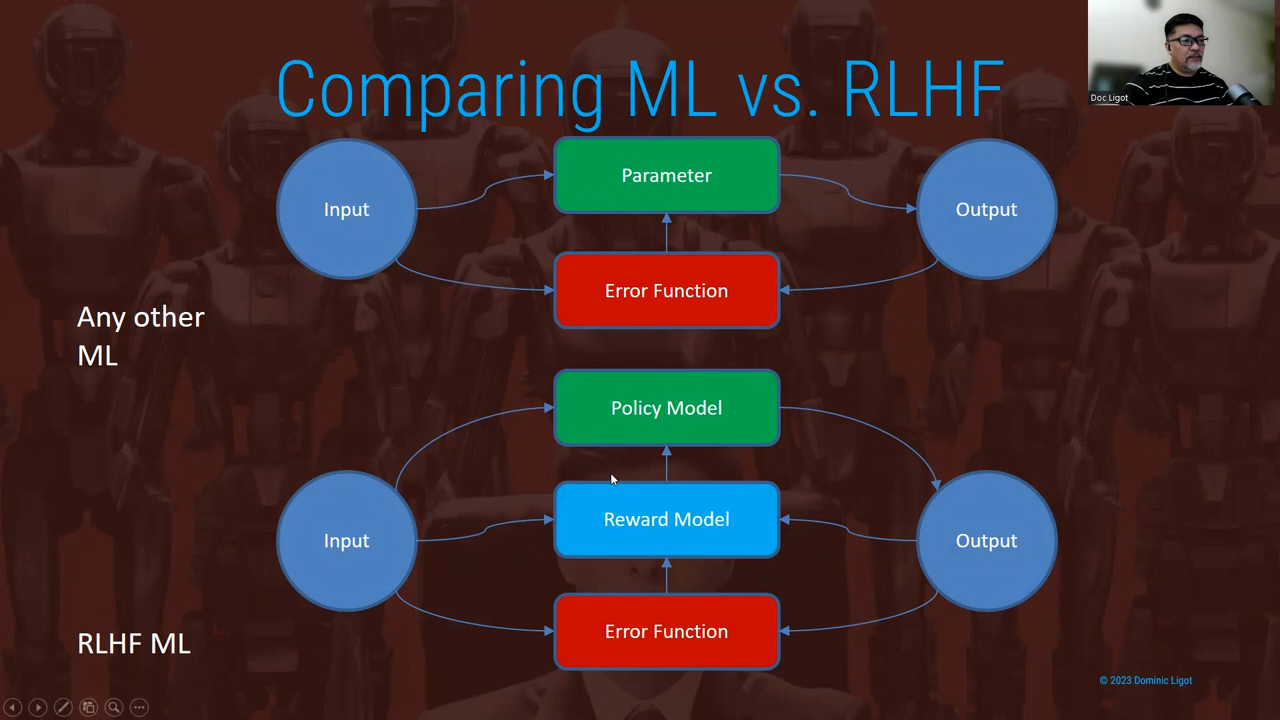 Comparing ML vs. RLHF
Doc Ligot
Input
Parameter
Output
Error Function
Any other
ML
Policy Model
Input
Reward Model
Output
Error Function
RLHF ML
© 2023 Dominic Ligot